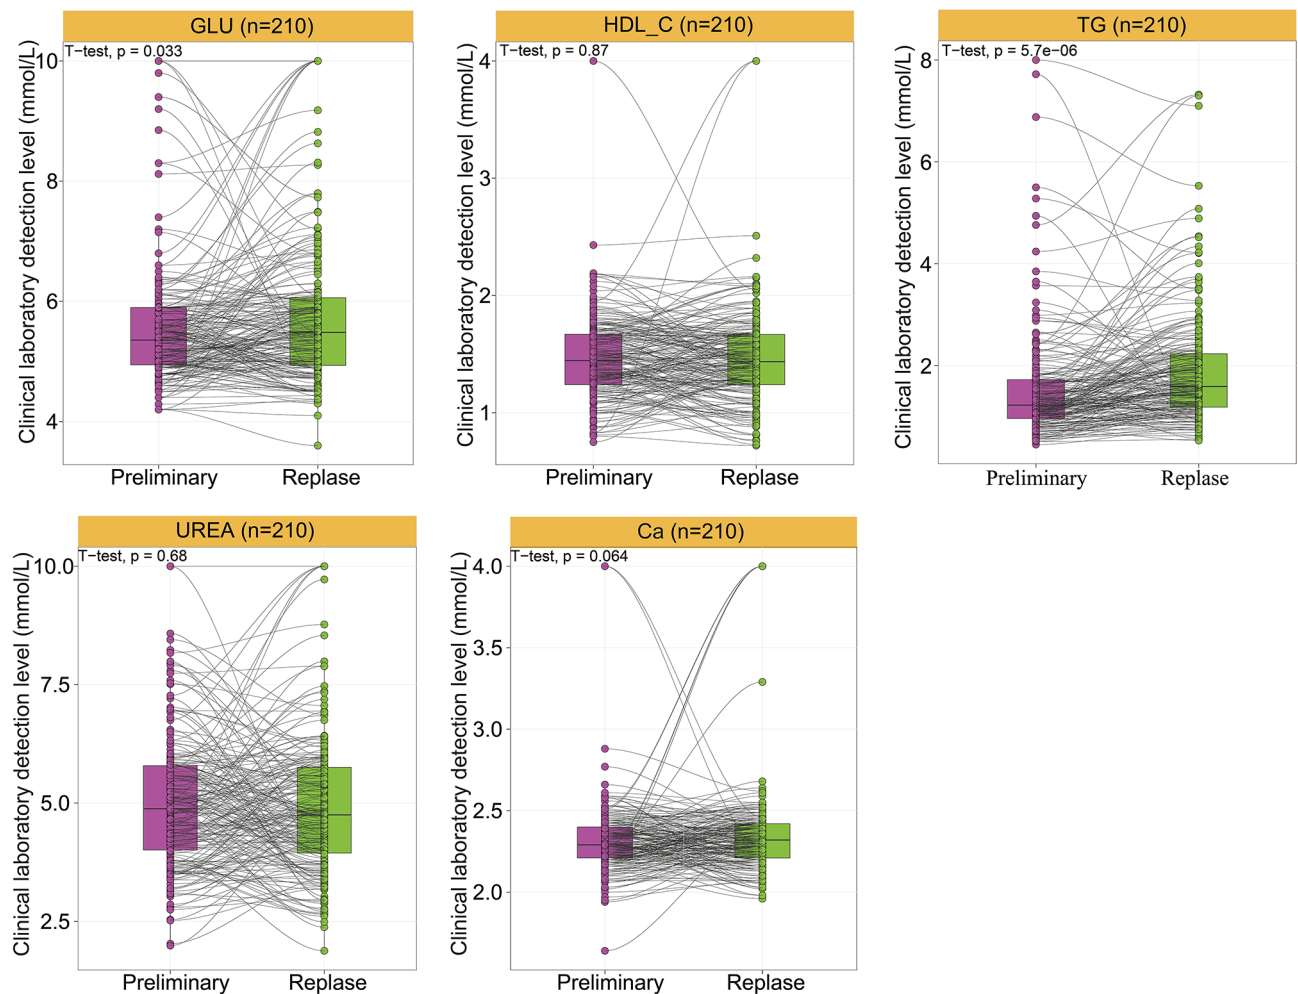 GLU (n=210)
T−test, p = 0.033
Clinical laboratory detection level (mmol/L)
10
8
6
4
Preliminary
Replase
HDL_C (n=210)
T−test, p = 0.87
Clinical laboratory detection level (mmol/L)
4
3
2
1
Preliminary
Replase
TG (n=210)
T−test, p = 5.7e−06
Clinical laboratory detection level (mmol/L)
8
6
4
2
Preliminary
Replase
UREA (n=210)
T−test, p = 0.68
Clinical laboratory detection level (mmol/L)
10.0
7.5
5.0
2.5
Preliminary
Replase
Ca (n=210)
T−test, p = 0.064
Clinical laboratory detection level (mmol/L)
4.0
3.5
3.0
2.5
2.0
Preliminary
Replase